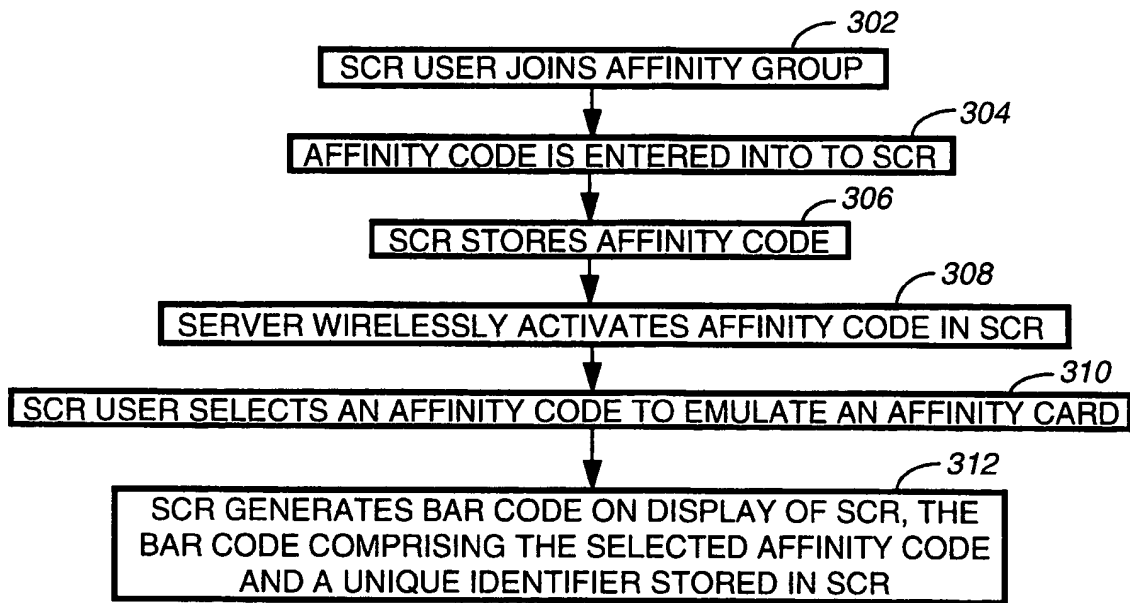 302
SCR USER JOINS AFFINITY GROUP
304
AFFINITY CODE IS ENTERED INTO TO SCR
306
SCR STORES AFFINITY CODE
308
SERVER WIRELESSLY ACTIVATES AFFINITY CODE IN SCR
310
SCR USER SELECTS AN AFFINITY CODE TO EMULATE AN AFFINITY CARD
312
SCR GENERATES BAR CODE ON DISPLAY OF SCR, THE
BAR CODE COMPRISING THE SELECTED AFFINITY CODE
AND A UNIQUE IDENTIFIER STORED IN SCR